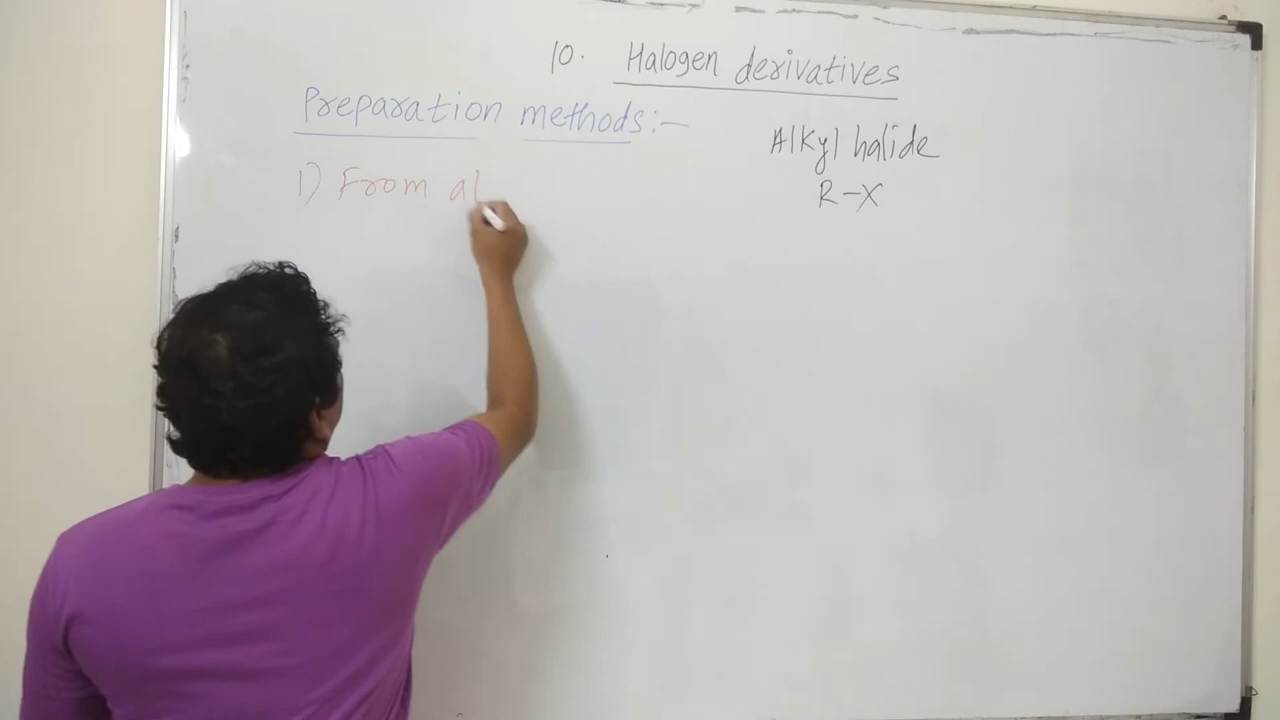 10. Halogen derivatives
Preparation methods:-
Alkyl halide
R-X
1) From al